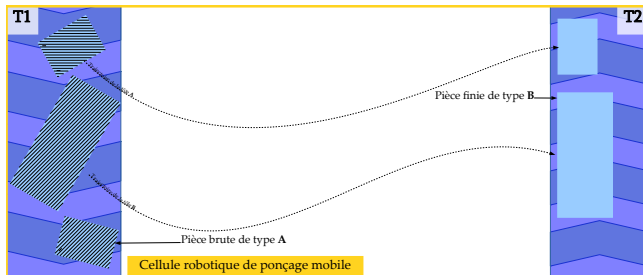 T1
T2
Pièce finie de type B
Pièce brute de type A
Cellule robotique de ponçage mobile